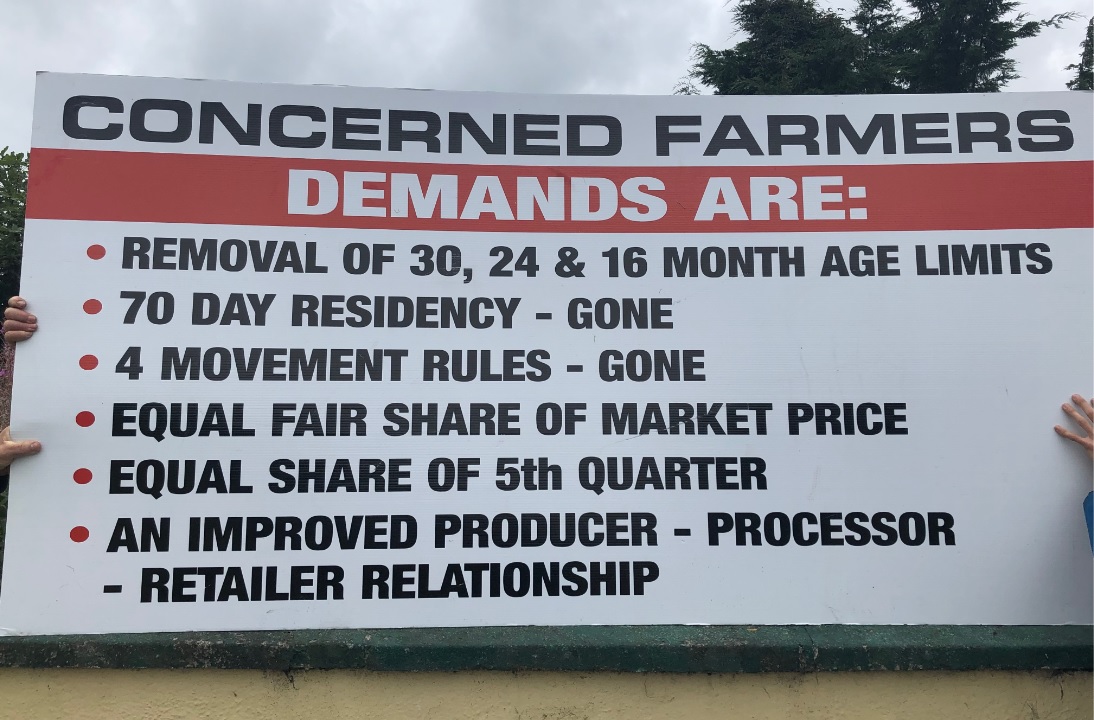 CONCERNED FARMERS
DEMANDS ARE:
• REMOVAL OF 30, 24 & 16 MONTH AGE LIMITS
• 70 DAY RESIDENCY - GONE
• 4 MOVEMENT RULES - GONE
• EQUAL FAIR SHARE OF MARKET PRICE
• EQUAL SHARE OF 5th QUARTER
• AN IMPROVED PRODUCER - PROCESSOR
- RETAILER RELATIONSHIP